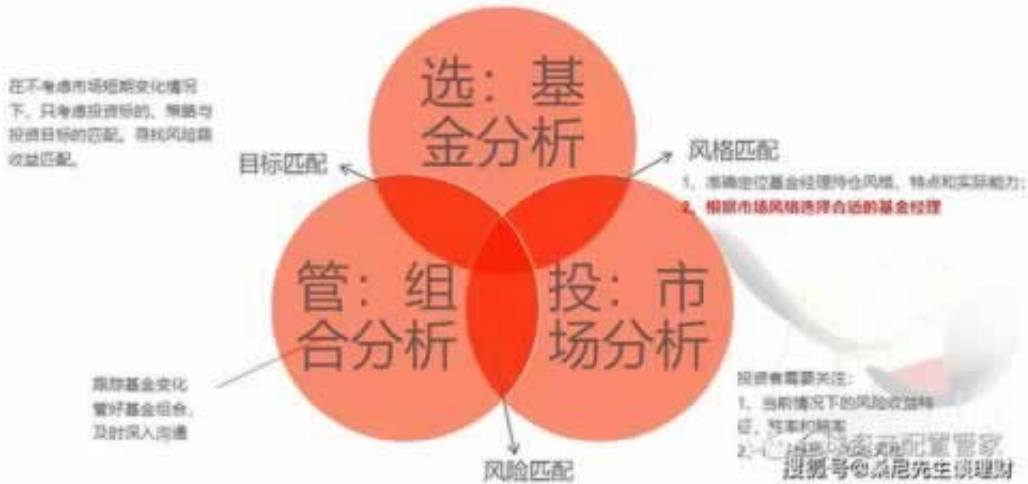 选：基
金分析
在不考虑市场短期变化情况
下，只考虑投资标的、策略与
投资目标的匹配。寻找风险跟
收益匹配。
目标匹配
风格匹配
1、准确定位基金经理持仓风格、特点和实际能力；
2、根据市场风格选择合适的基金经理
管：组
合分析
投：市
场分析
跟踪基金变化
管好基金组合，
及时深入沟通
投资者需要关注：
1、当前情况下的风险收益特
征、胜率和赔率
2、
配置管家
风险匹配
搜狐号@桑尼先生谈理财